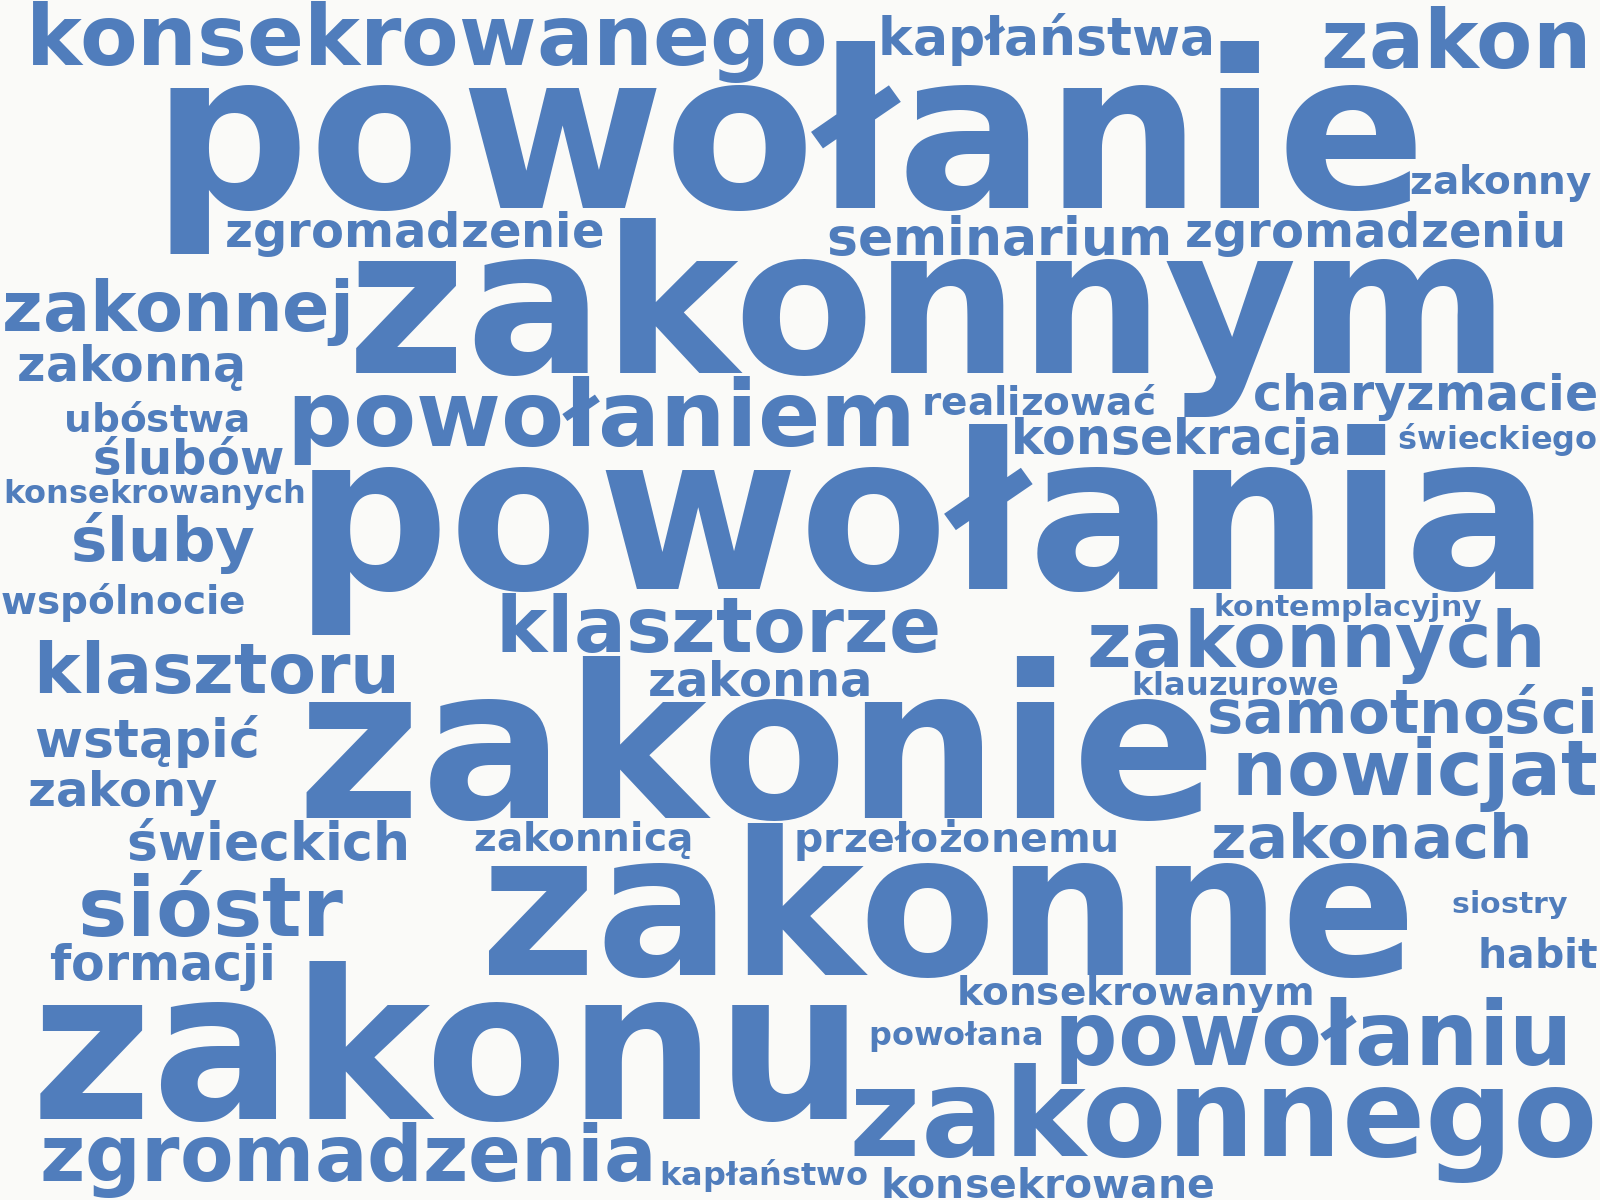 konsekrowanego kapłaństwa zakon
powołanie
zakonny
zgromadzenie seminarium zgromadzeniu
zakonnej zakonnym
zakonną
ubóstwa powołaniem realizować charyzmacie
ślubów konsekracja świeckiego
konsekrowanych
powołania
śluby
wspólnocie klasztorze kontemplacyjny
klasztoru zakonnych
zakonna klauzurowe
samotności
wstąpić zakonie nowicjat
zakony
świeckich zakonnicą przełożonemu zakonach
sióstr zakonne siostry
formacji habit
zakonu konsekrowanym
powołana powołaniu
zakonnego
zgromadzenia kapłaństwo konsekrowane